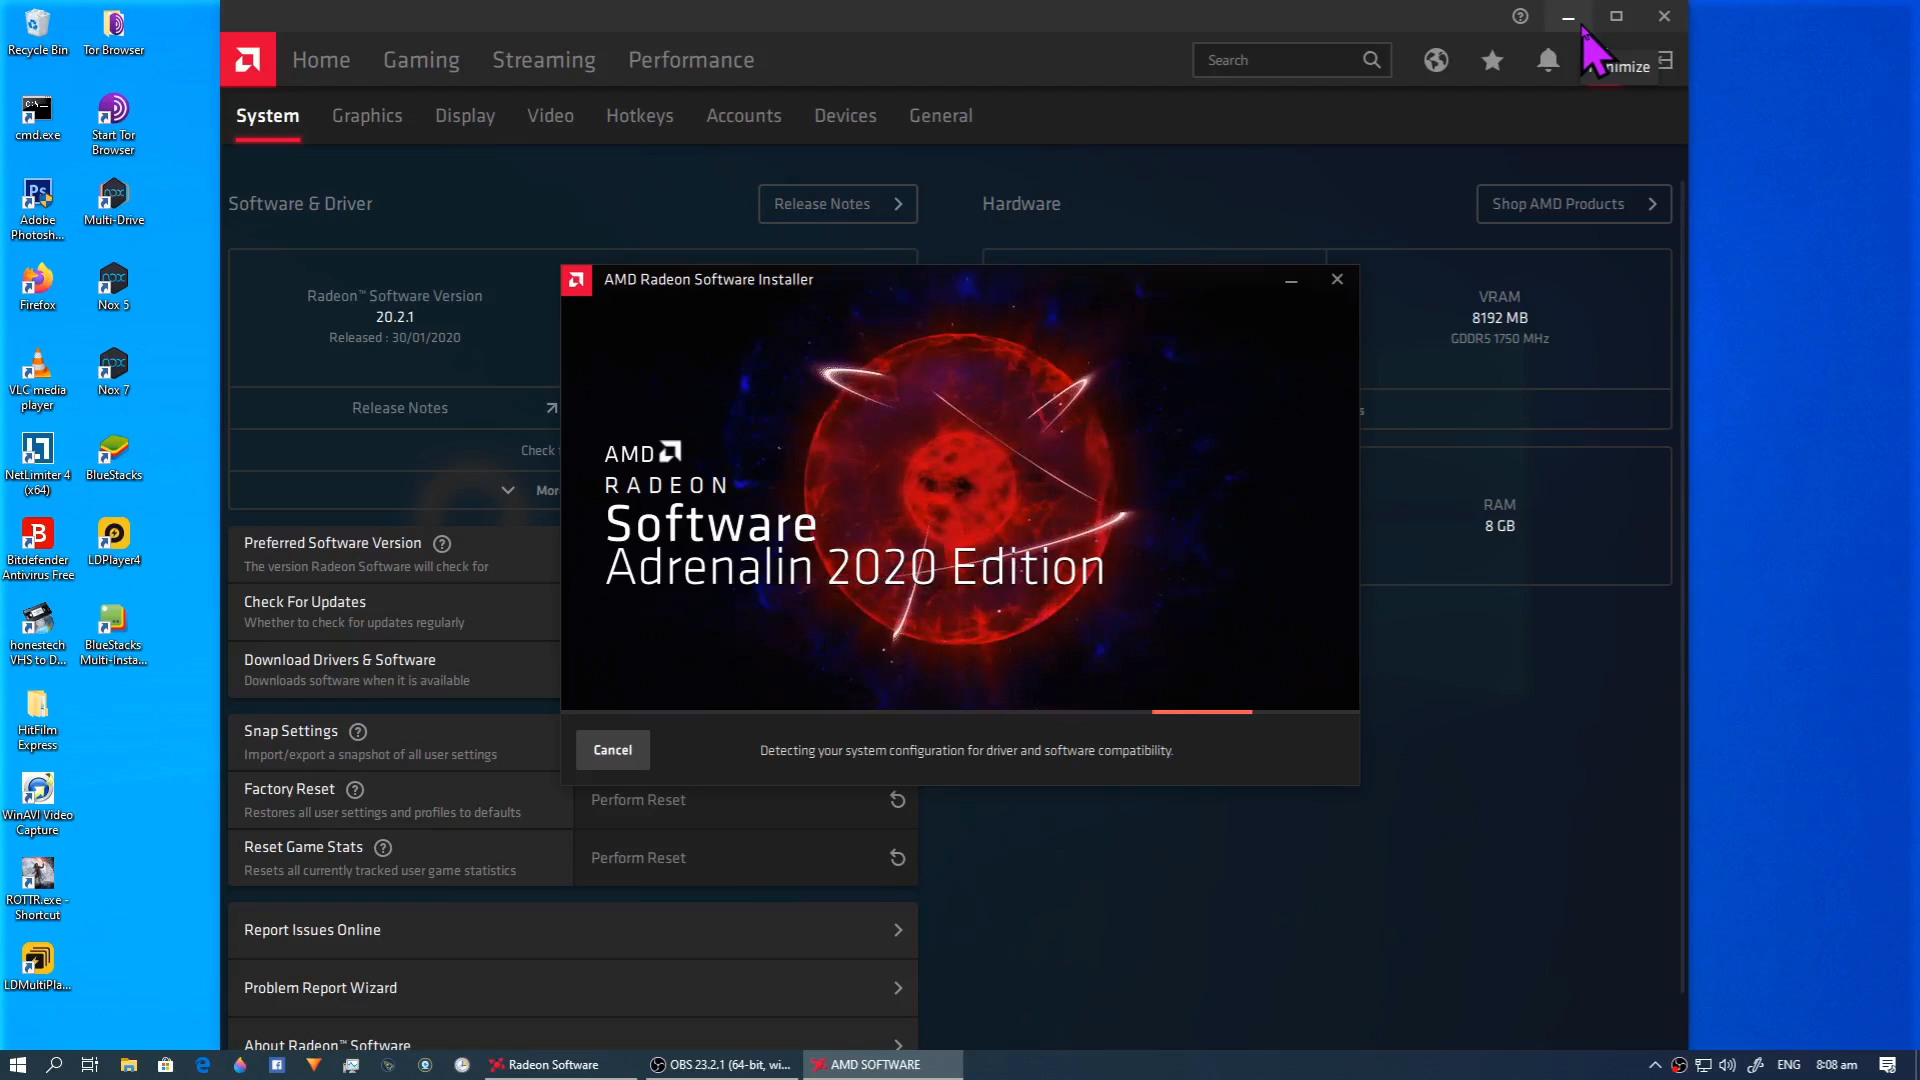 Recycle Bin
Tor Browser
cmd.exe
Start Tor
Browser
Adobe
Photosh...
Multi-Drive
Firefox
Nox 5
VLC media
player
Nox 7
NetLimiter 4
(x64)
BlueStacks
Bitdefender
Antivirus Free
LDPlayer4
honestech
VHS to D...
BlueStacks
Multi-Insta...
HitFilm
Express
WinAVI Video
Capture
ROTTR.exe -
Shortcut
LDMultiPla...
Home
Gaming
Streaming
Performance
Search
System
Graphics
Display
Video
Hotkeys
Accounts
Devices
General
Software & Driver
Release Notes
Hardware
Shop AMD Products
Radeon™ Software Version
20.2.1
Released : 30/01/2020
Release Notes
Check
Preferred Software Version
The version Radeon Software will check for
Check For Updates
Whether to check for updates regularly
Download Drivers & Software
Downloads software when it is available
Snap Settings
Import/export a snapshot of all user settings
Factory Reset
Restores all user settings and profiles to defaults
Perform Reset
Reset Game Stats
Resets all currently tracked user game statistics
Perform Reset
Report Issues Online
Problem Report Wizard
About Radeon™ Software
VRAM
8192 MB
GDDR5 1750 MHz
RAM
8 GB
AMD Radeon Software Installer
AMD
RADEON
Software
Adrenalin 2020 Edition
Cancel
Detecting your system configuration for driver and software compatibility.
Radeon Software
OBS 23.2.1 (64-bit, wi...
AMD SOFTWARE
ENG
8:08 am